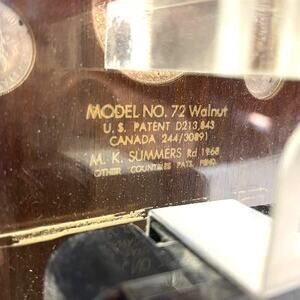 MODEL NO. 72 Walnut
U. S. PATENT D213,843
CANADA 244/30891
M. K. SUMMERS Rd 1968
OTHER COUNTRIES PATS. PEND.